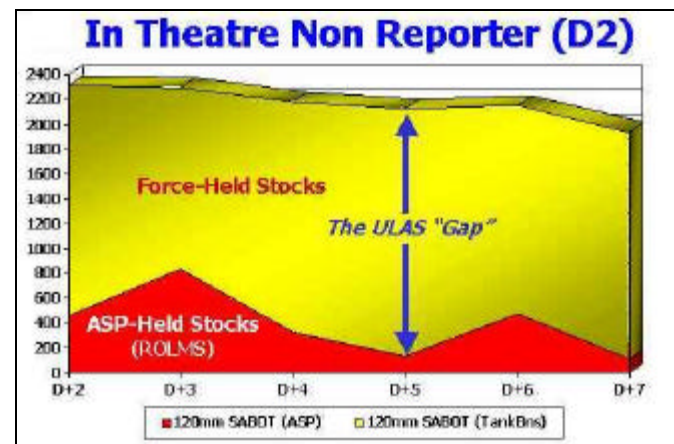 In Theatre Non Reporter (D2)
2400
2200
2000
1800
1600
1400
1200
1000
800
600
400
200
0
Force-Held Stocks
The ULAS "Gap"
ASP-Held Stocks
(ROLMS)
D+2 D+3 D+4 D+5 D+6 D+7
120mm SABOT (ASP) 120mm SABOT (TankBns)